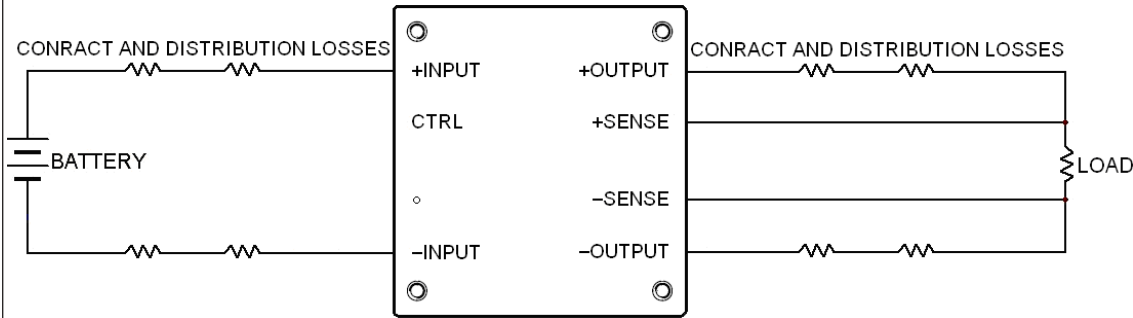 CONRACT AND DISTRIBUTION LOSSES
CONRACT AND DISTRIBUTION LOSSES
+INPUT
+OUTPUT
CTRL
+SENSE
BATTERY
LOAD
−SENSE
−INPUT
−OUTPUT